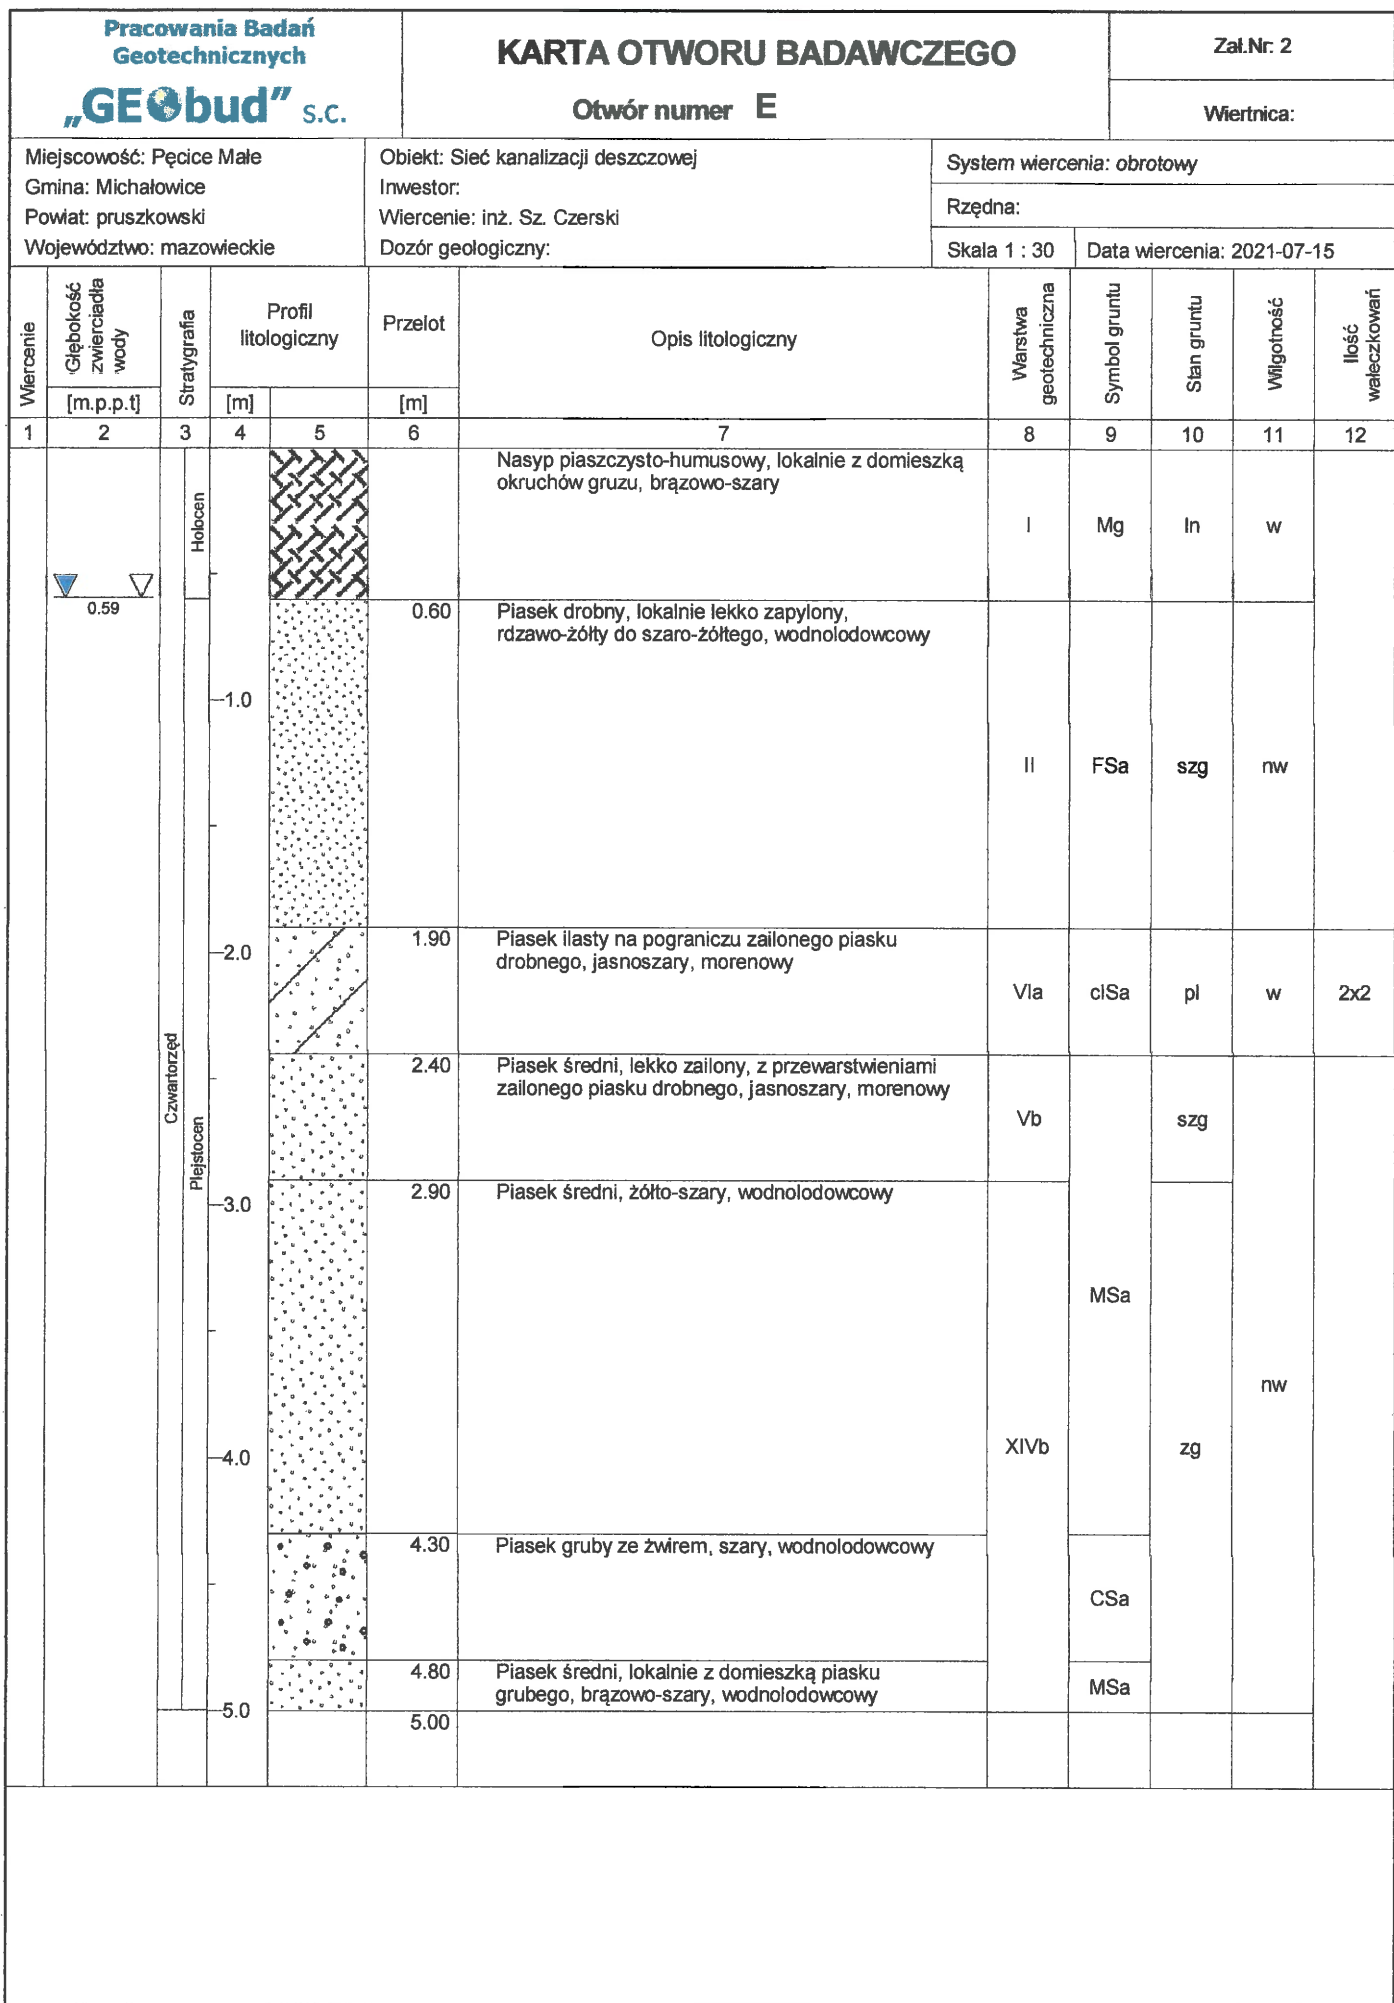 Pracowania Badań
Geotechnicznych
„GEObud” s.c.
KARTA OTWORU BADAWCZEGO
Otwór numer E
Zał.Nr: 2
Wiertnica:
Miejscowość: Pęcice Małe
Gmina: Michałowice
Powiat: pruszkowski
Województwo: mazowieckie
Obiekt: Sieć kanalizacji deszczowej
Inwestor:
Wiercenie: inż. Sz. Czerski
Dozór geologiczny:
System wiercenia: obrotowy
Rzędna:
Skala 1 : 30
Data wiercenia: 2021-07-15
Wiercenie
Głębokość
zwierciadła
wody
[m.p.p.t]
Stratygrafia
Profil
litologiczny
[m]
Przelot
[m]
Opis litologiczny
Warstwa
geotechniczna
Symbol gruntu
Stan gruntu
Wilgotność
Ilość
wałeczkowań
1 2 3 4 5 6 7 8 9 10 11 12
Nasyp piaszczysto-humusowy, lokalnie z domieszką
okruchów gruzu, brązowo-szary
I Mg ln w
Holocen
0.59
0.60
Piasek drobny, lokalnie lekko zapylony,
rdzawo-żółty do szaro-żółtego, wodnolodowcowy
-1.0
II FSa szg nw
1.90
Piasek ilasty na pograniczu zailonego piasku
drobnego, jasnoszary, morenowy
-2.0
VIa clSa pl w 2x2
Czwartorzęd
Plejstocen
2.40
Piasek średni, lekko zailony, z przewarstwieniami
zailonego piasku drobnego, jasnoszary, morenowy
Vb szg
2.90
Piasek średni, żółto-szary, wodnolodowcowy
-3.0
MSa
nw
-4.0
XIVb zg
4.30
Piasek gruby ze żwirem, szary, wodnolodowcowy
CSa
4.80
Piasek średni, lokalnie z domieszką piasku
grubego, brązowo-szary, wodnolodowcowy
MSa
-5.0
5.00